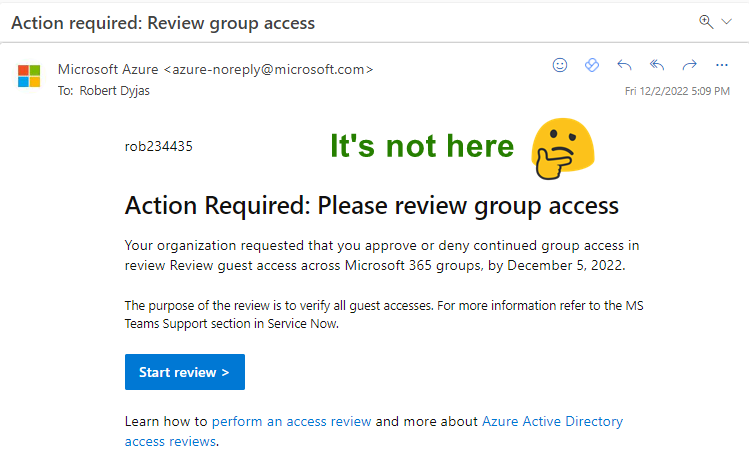 Action required: Review group access
Microsoft Azure <azure-noreply@microsoft.com>
To: Robert Dyjas
Fri 12/2/2022 5:09 PM
rob234435
It's not here
Action Required: Please review group access
Your organization requested that you approve or deny continued group access in
review Review guest access across Microsoft 365 groups, by December 5, 2022.
The purpose of the review is to verify all guest accesses. For more information refer to the MS
Teams Support section in Service Now.
Start review >
Learn how to perform an access review and more about Azure Active Directory
access reviews.